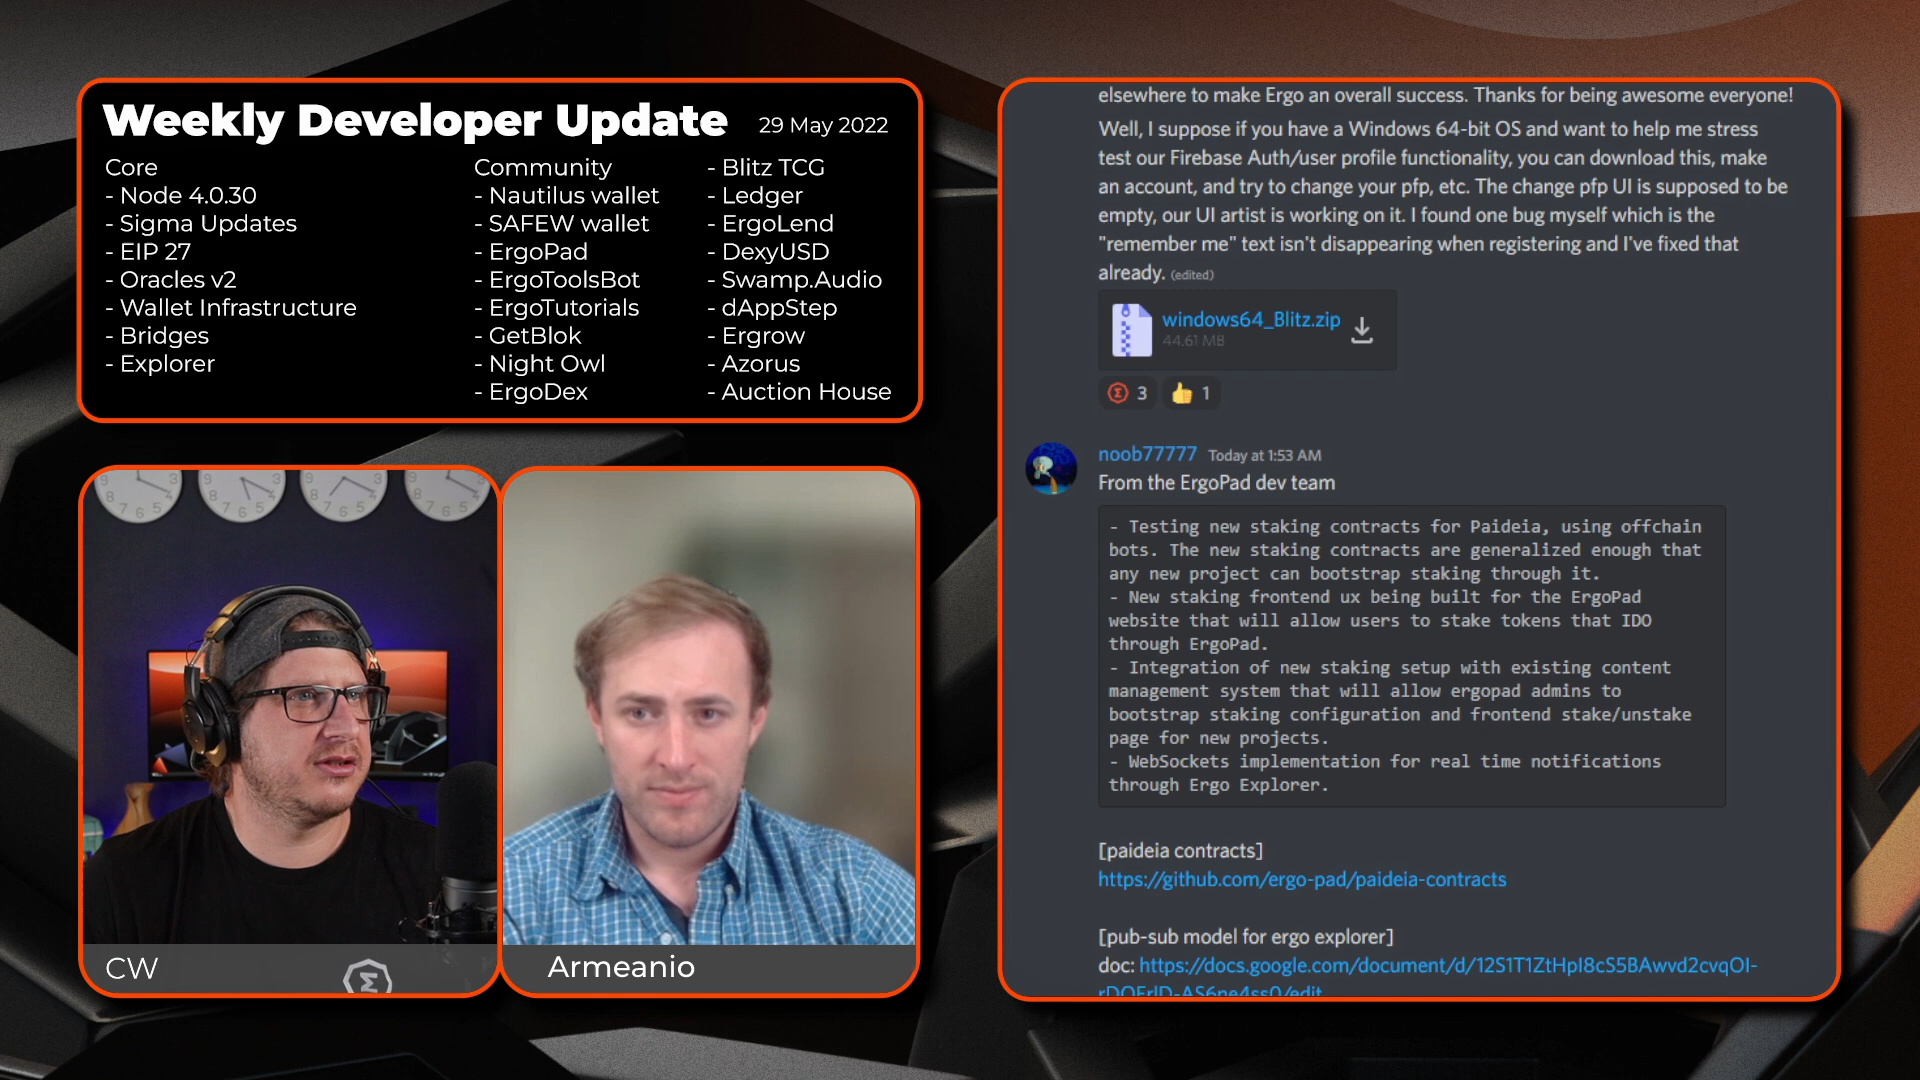 Weekly Developer Update
29 May 2022
Core
- Node 4.0.30
- Sigma Updates
- EIP 27
- Oracles v2
- Wallet Infrastructure
- Bridges
- Explorer
Community
- Nautilus wallet
- SAFEW wallet
- ErgoPad
- ErgoToolsBot
- ErgoTutorials
- GetBlok
- Night Owl
- ErgoDex
- Blitz TCG
- Ledger
- ErgoLend
- DexyUSD
- Swamp.Audio
- dAppStep
- Ergrow
- Azorus
- Auction House
CW
Armeanio
elsewhere to make Ergo an overall success. Thanks for being awesome everyone!
Well, I suppose if you have a Windows 64-bit OS and want to help me stress
test our Firebase Auth/user profile functionality, you can download this, make
an account, and try to change your pfp, etc. The change pfp UI is supposed to be
empty, our UI artist is working on it. I found one bug myself which is the
"remember me" text isn't disappearing when registering and I've fixed that
already. (edited)
windows64_Blitz.zip
44.61 MB
3 1
noob77777 Today at 1:53 AM
From the ErgoPad dev team
- Testing new staking contracts for Paideia, using offchain
bots. The new staking contracts are generalized enough that
any new project can bootstrap staking through it.
- New staking frontend ux being built for the ErgoPad
website that will allow users to stake tokens that IDO
through ErgoPad.
- Integration of new staking setup with existing content
management system that will allow ergopad admins to
bootstrap staking configuration and frontend stake/unstake
page for new projects.
- WebSockets implementation for real time notifications
through Ergo Explorer.
[paideia contracts]
https://github.com/ergo-pad/paideia-contracts
[pub-sub model for ergo explorer]
doc: https://docs.google.com/document/d/12S1T1ZtHpI8cS5BAwvd2cvqOI-